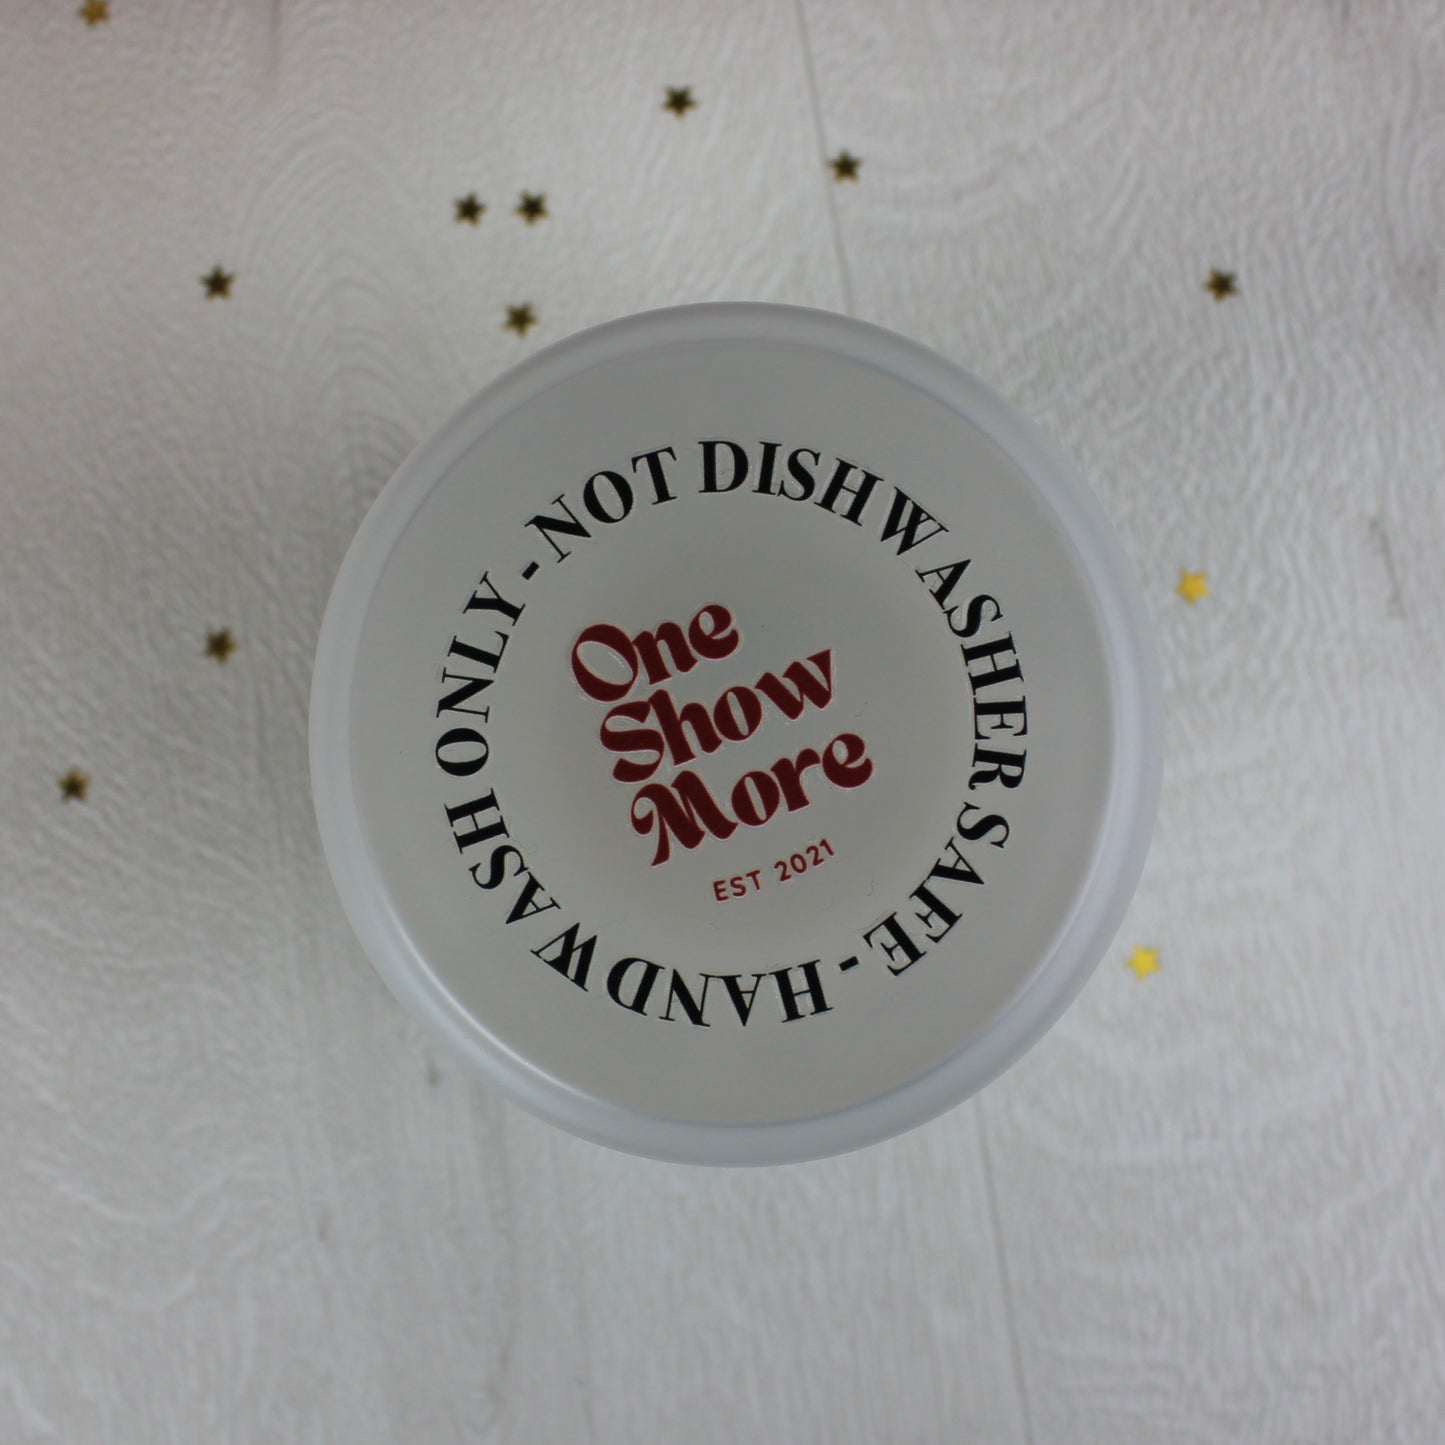 NOT DISHWASHER SAFE - HAND WASH ONLY -
One
Show
More
EST 2021